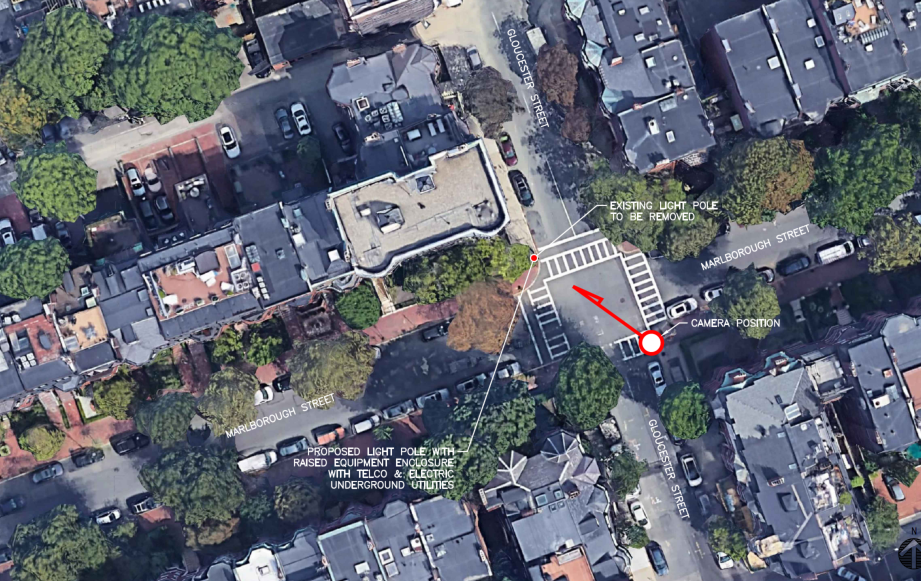 GLOUCESTER STREET
EXISTING LIGHT POLE
TO BE REMOVED
MARLBOROUGH STREET
CAMERA POSITION
MARLBOROUGH STREET
GLOUCESTER STREET
PROPOSED LIGHT POLE WITH
RAISED EQUIPMENT ENCLOSURE
WITH TELCO & ELECTRIC
UNDERGROUND UTILITIES